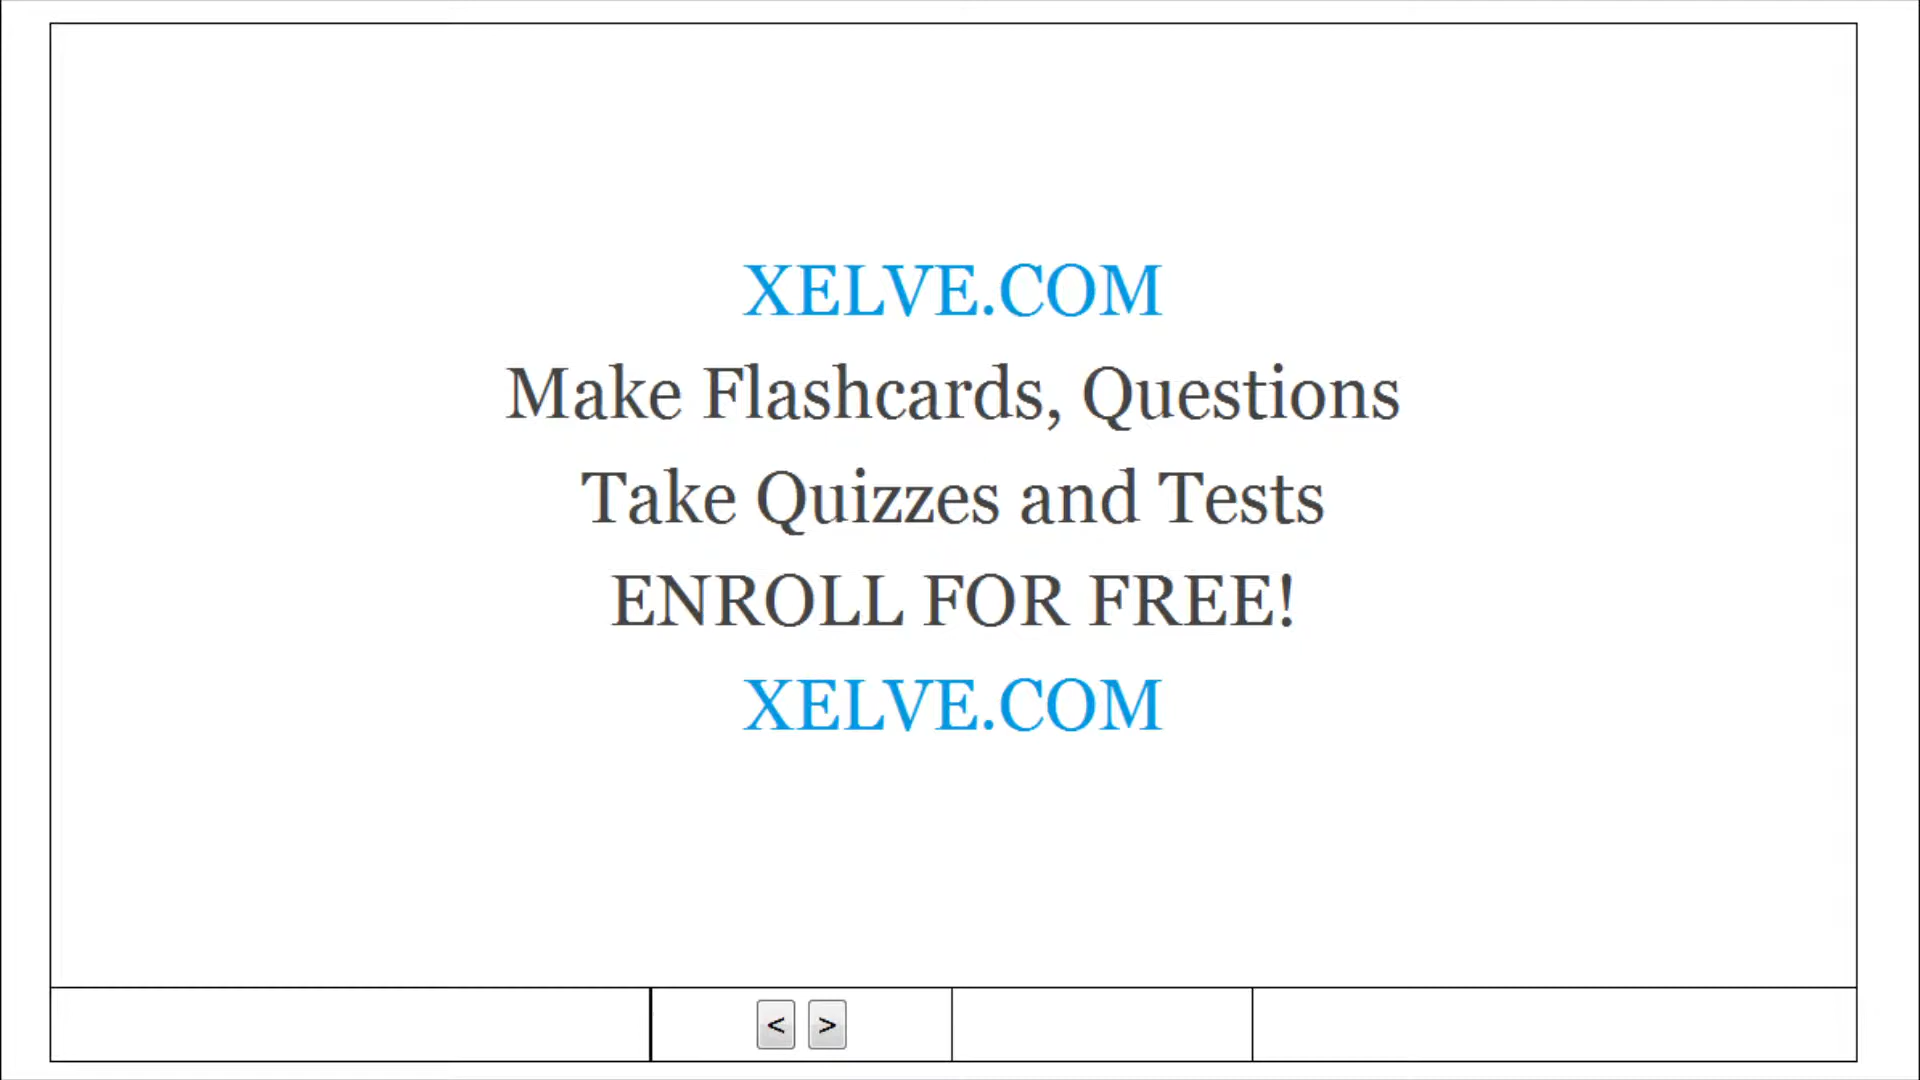 XELVE.COM
Make Flashcards, Questions
Take Quizzes and Tests
ENROLL FOR FREE!
XELVE.COM
< >